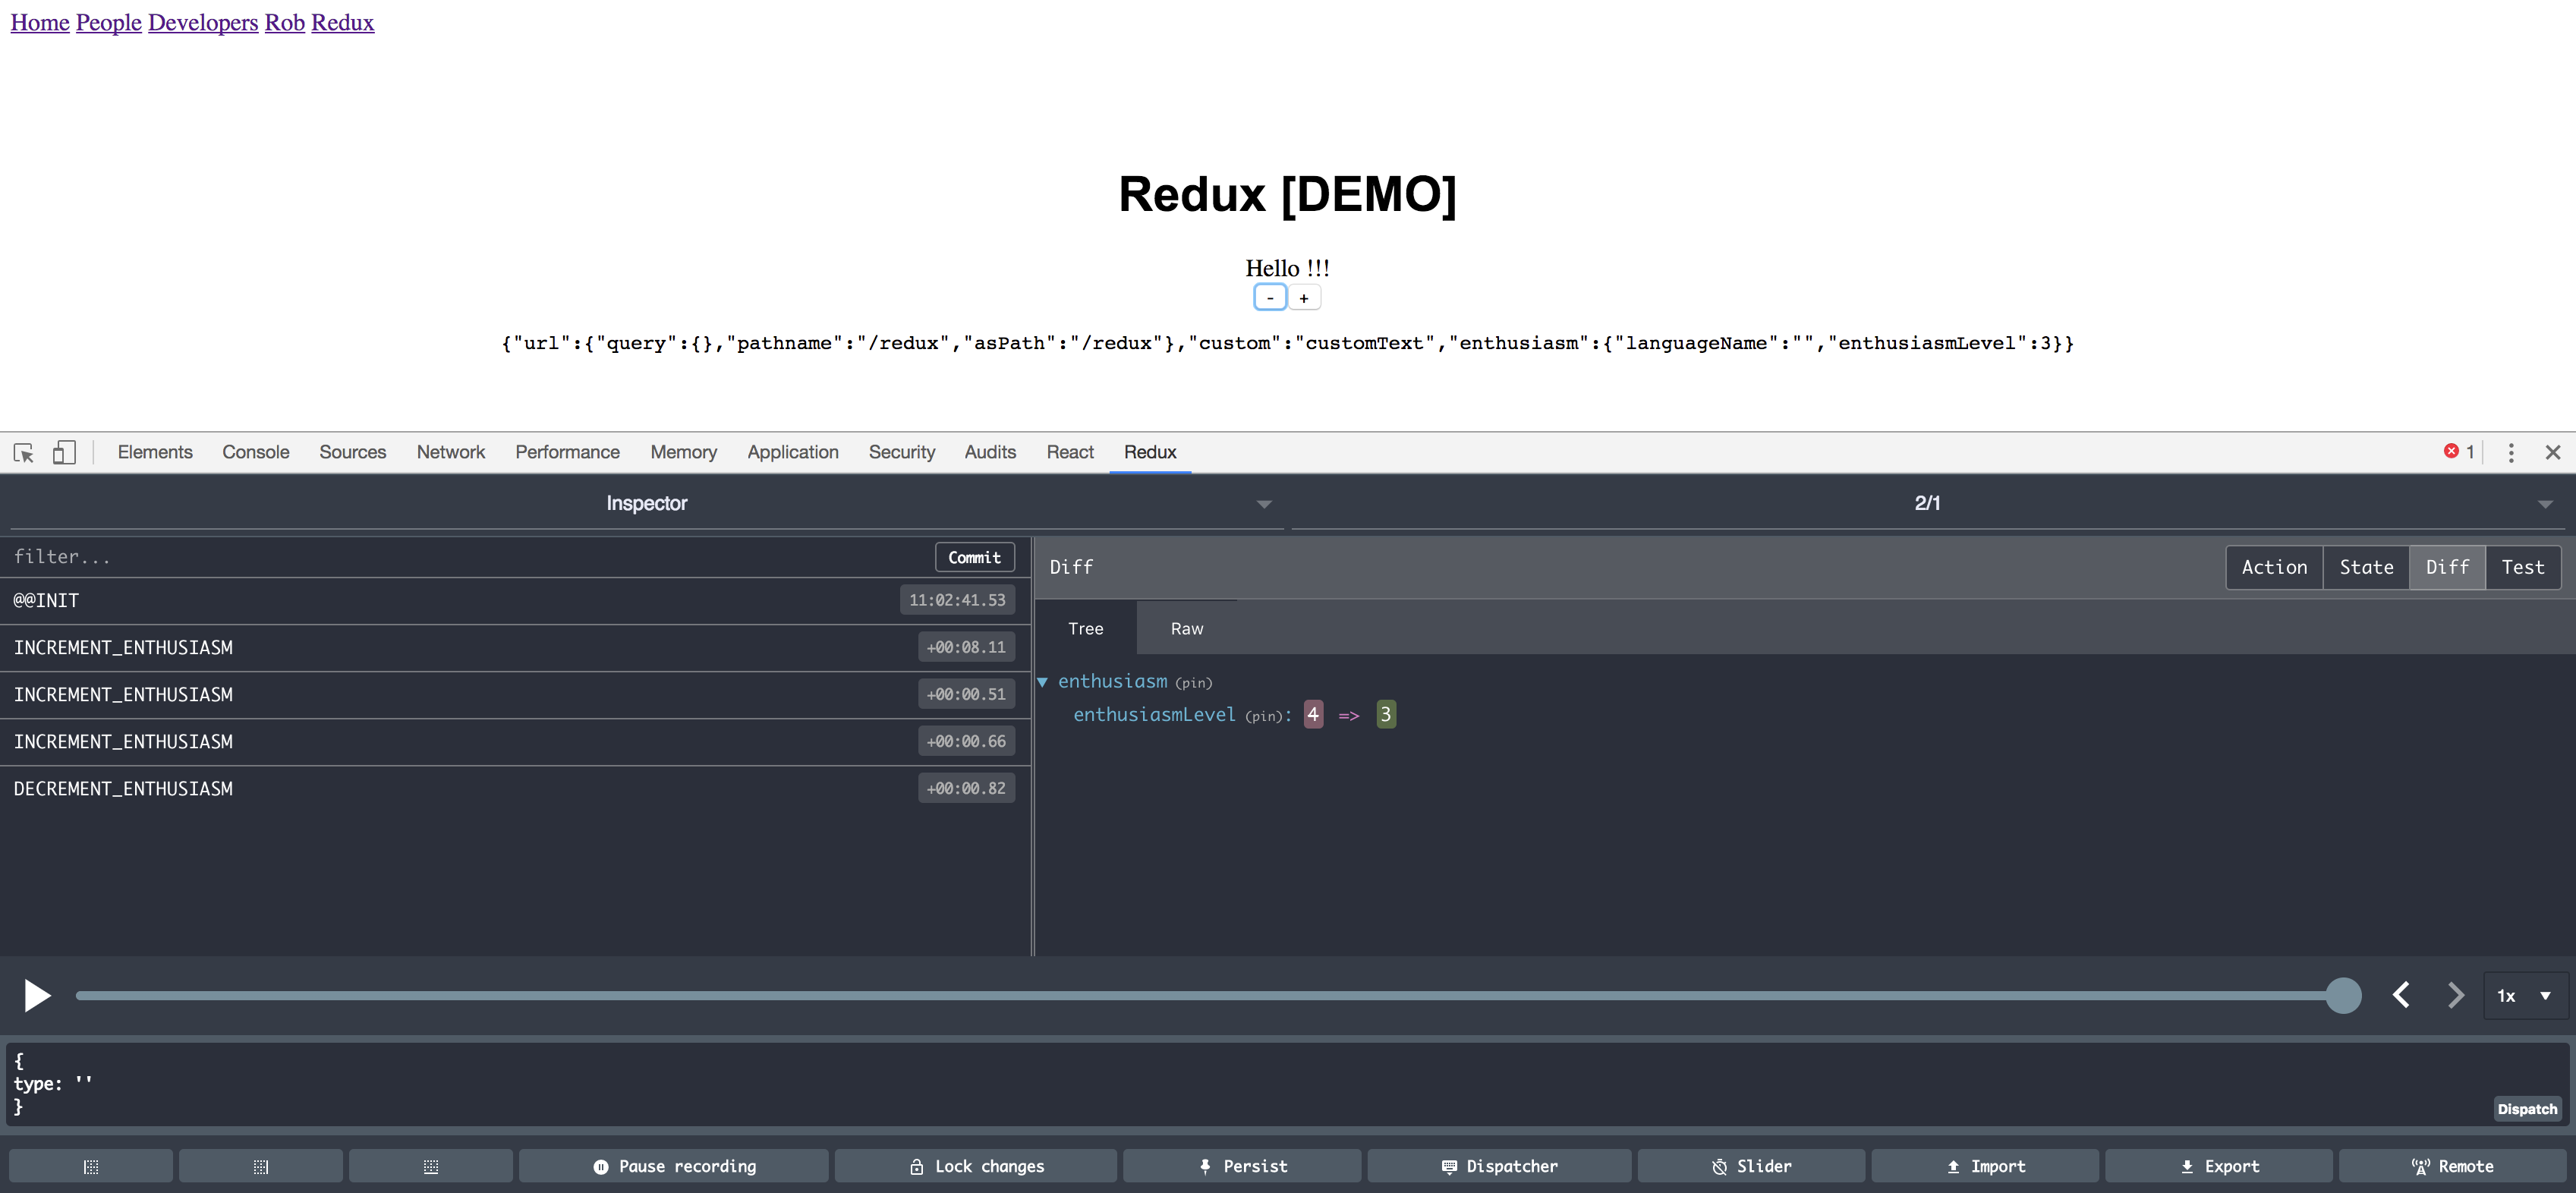 Home People Developers Rob Redux
Redux [DEMO]
Hello !!!
- +
{"url":{"query":{},"pathname":"/redux","asPath":"/redux"},"custom":"customText","enthusiasm":{"languageName":"","enthusiasmLevel":3}}
Elements Console Sources Network Performance Memory Application Security Audits React Redux 1
Inspector 2/1
filter... Commit
@@INIT 11:02:41.53
INCREMENT_ENTHUSIASM +00:08.11
INCREMENT_ENTHUSIASM +00:00.51
INCREMENT_ENTHUSIASM +00:00.66
DECREMENT_ENTHUSIASM +00:00.82
Diff Action State Diff Test
Tree Raw
enthusiasm (pin)
enthusiasmLevel (pin): 4 => 3
1x
{
type: ''
}
Dispatch
Pause recording Lock changes Persist Dispatcher Slider Import Export Remote